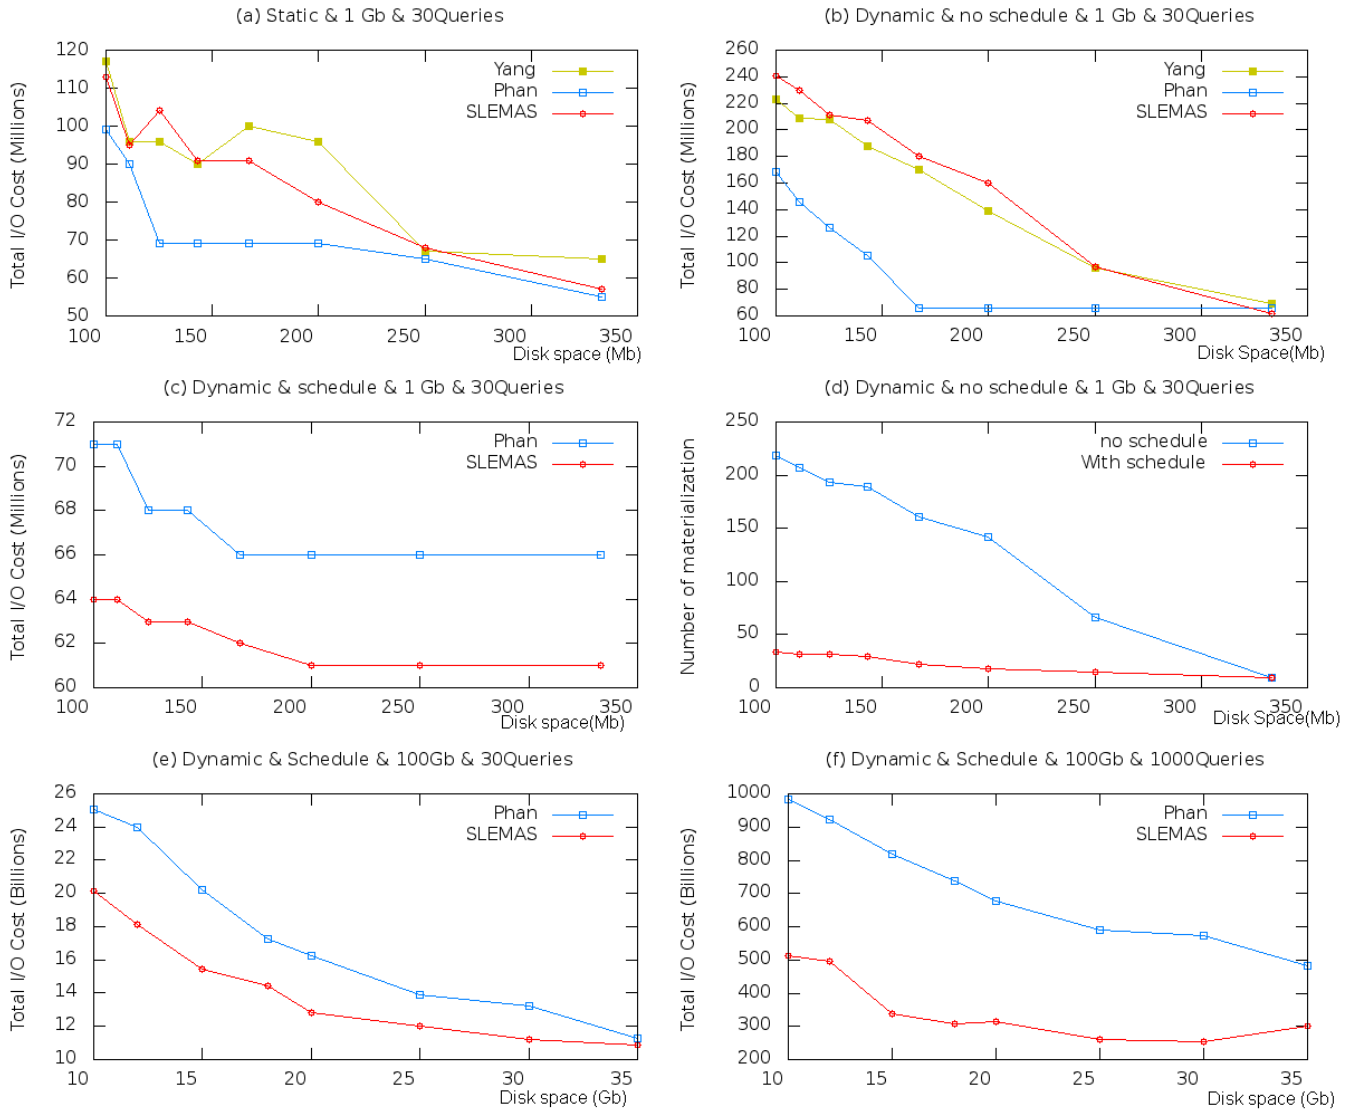 (a) Static & 1 Gb & 30Queries
Total I/O Cost (Millions)
120
110
100
90
80
70
60
50
Yang
Phan
SLEMAS
100 150 200 250 300 350
Disk space (Mb)
(b) Dynamic & no schedule & 1 Gb & 30Queries
Total I/O Cost (Millions)
260
240
220
200
180
160
140
120
100
80
60
Yang
Phan
SLEMAS
100 150 200 250 300 350
Disk Space(Mb)
(c) Dynamic & schedule & 1 Gb & 30Queries
Total I/O Cost (Millions)
72
70
68
66
64
62
60
Phan
SLEMAS
100 150 200 250 300 350
Disk space(Mb)
(d) Dynamic & no schedule & 1 Gb & 30Queries
Number of materialization
250
200
150
100
50
0
no schedule
With schedule
100 150 200 250 300 350
Disk Space(Mb)
(e) Dynamic & Schedule & 100Gb & 30Queries
Total I/O Cost (Billions)
26
24
22
20
18
16
14
12
10
Phan
SLEMAS
10 15 20 25 30 35
Disk space (Gb)
(f) Dynamic & Schedule & 100Gb & 1000Queries
Total I/O Cost (Billions)
1000
900
800
700
600
500
400
300
200
Phan
SLEMAS
10 15 20 25 30 35
Disk space (Gb)